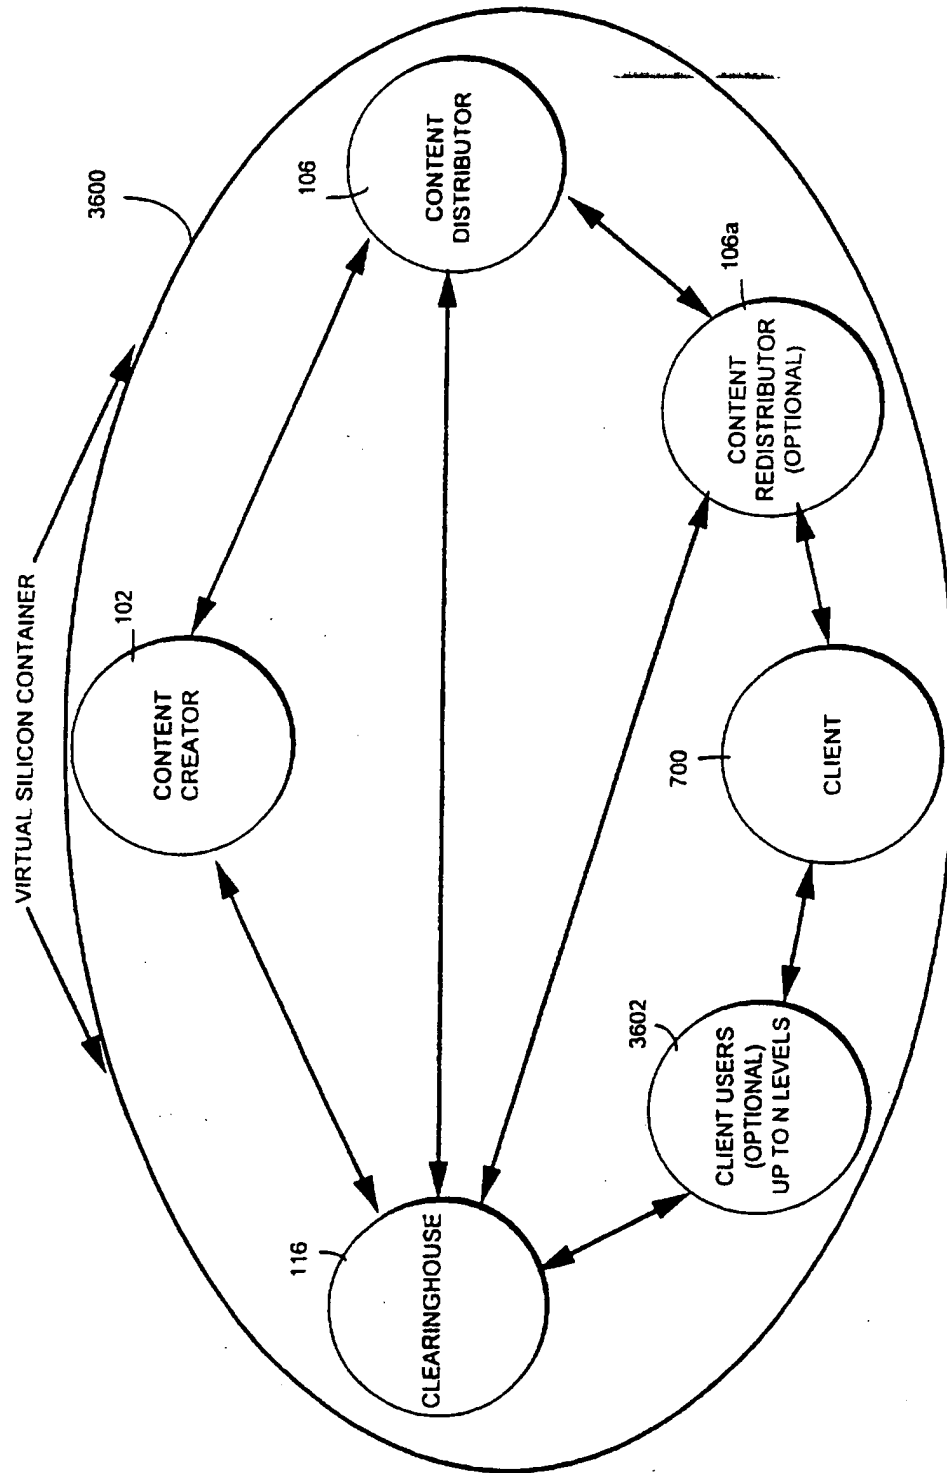 VIRTUAL SILICON CONTAINER
3600
102
CONTENT
CREATOR
106
CONTENT
DISTRIBUTOR
116
CLEARINGHOUSE
106a
CONTENT
REDISTRIBUTOR
(OPTIONAL)
3602
CLIENT USERS
(OPTIONAL)
UP TO N LEVELS
700
CLIENT